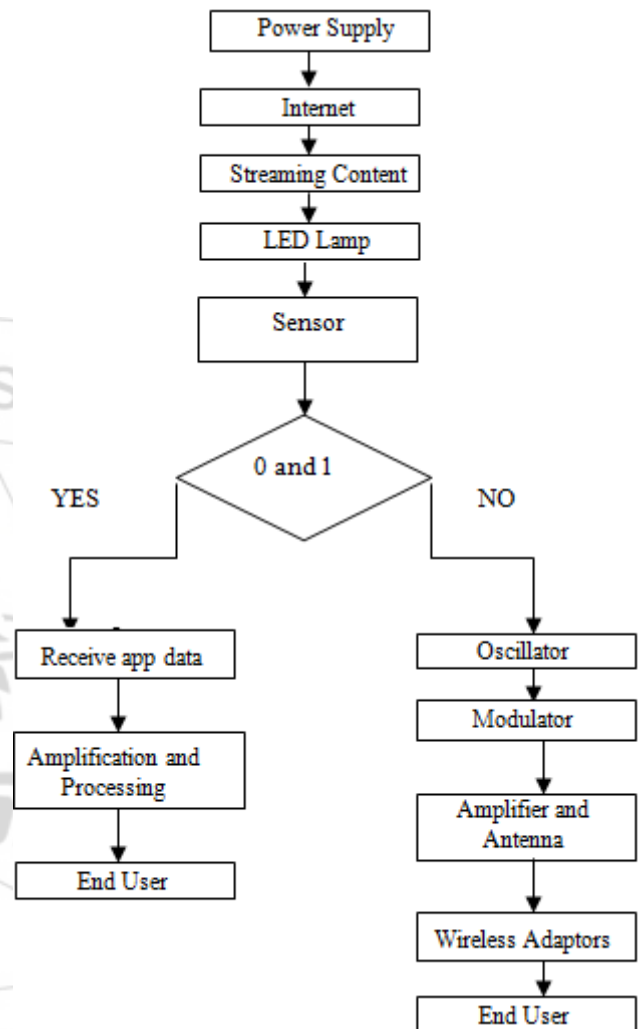 Power Supply
Internet
Streaming Content
LED Lamp
Sensor
0 and 1
YES
NO
Receive app data
Amplification and
Processing
End User
Oscillator
Modulator
Amplifier and
Antenna
Wireless Adaptors
End User